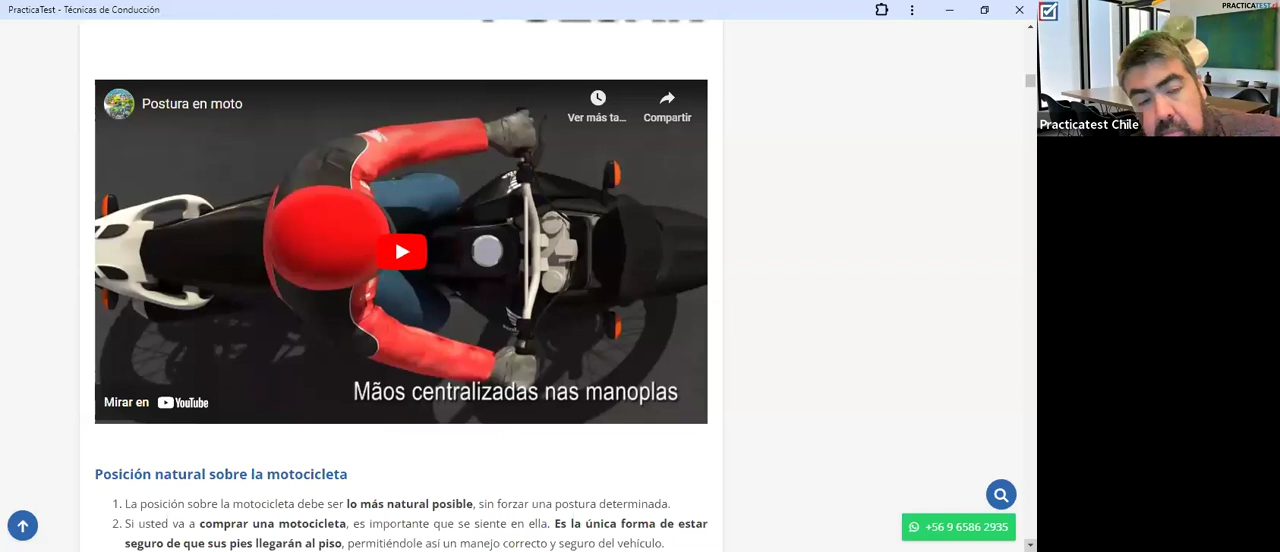 PracticaTest - Técnicas de Conducción
PRACTICATEST
Postura en moto
Ver más ta...
Compartir
Practicatest Chile
Mãos centralizadas nas manoplas
Mirar en YouTube
Posición natural sobre la motocicleta
1. La posición sobre la motocicleta debe ser lo más natural posible, sin forzar una postura determinada.
2. Si usted va a comprar una motocicleta, es importante que se siente en ella. Es la única forma de estar
seguro de que sus pies llegarán al piso, permitiéndole así un manejo correcto y seguro del vehículo.
+56 9 6586 2935